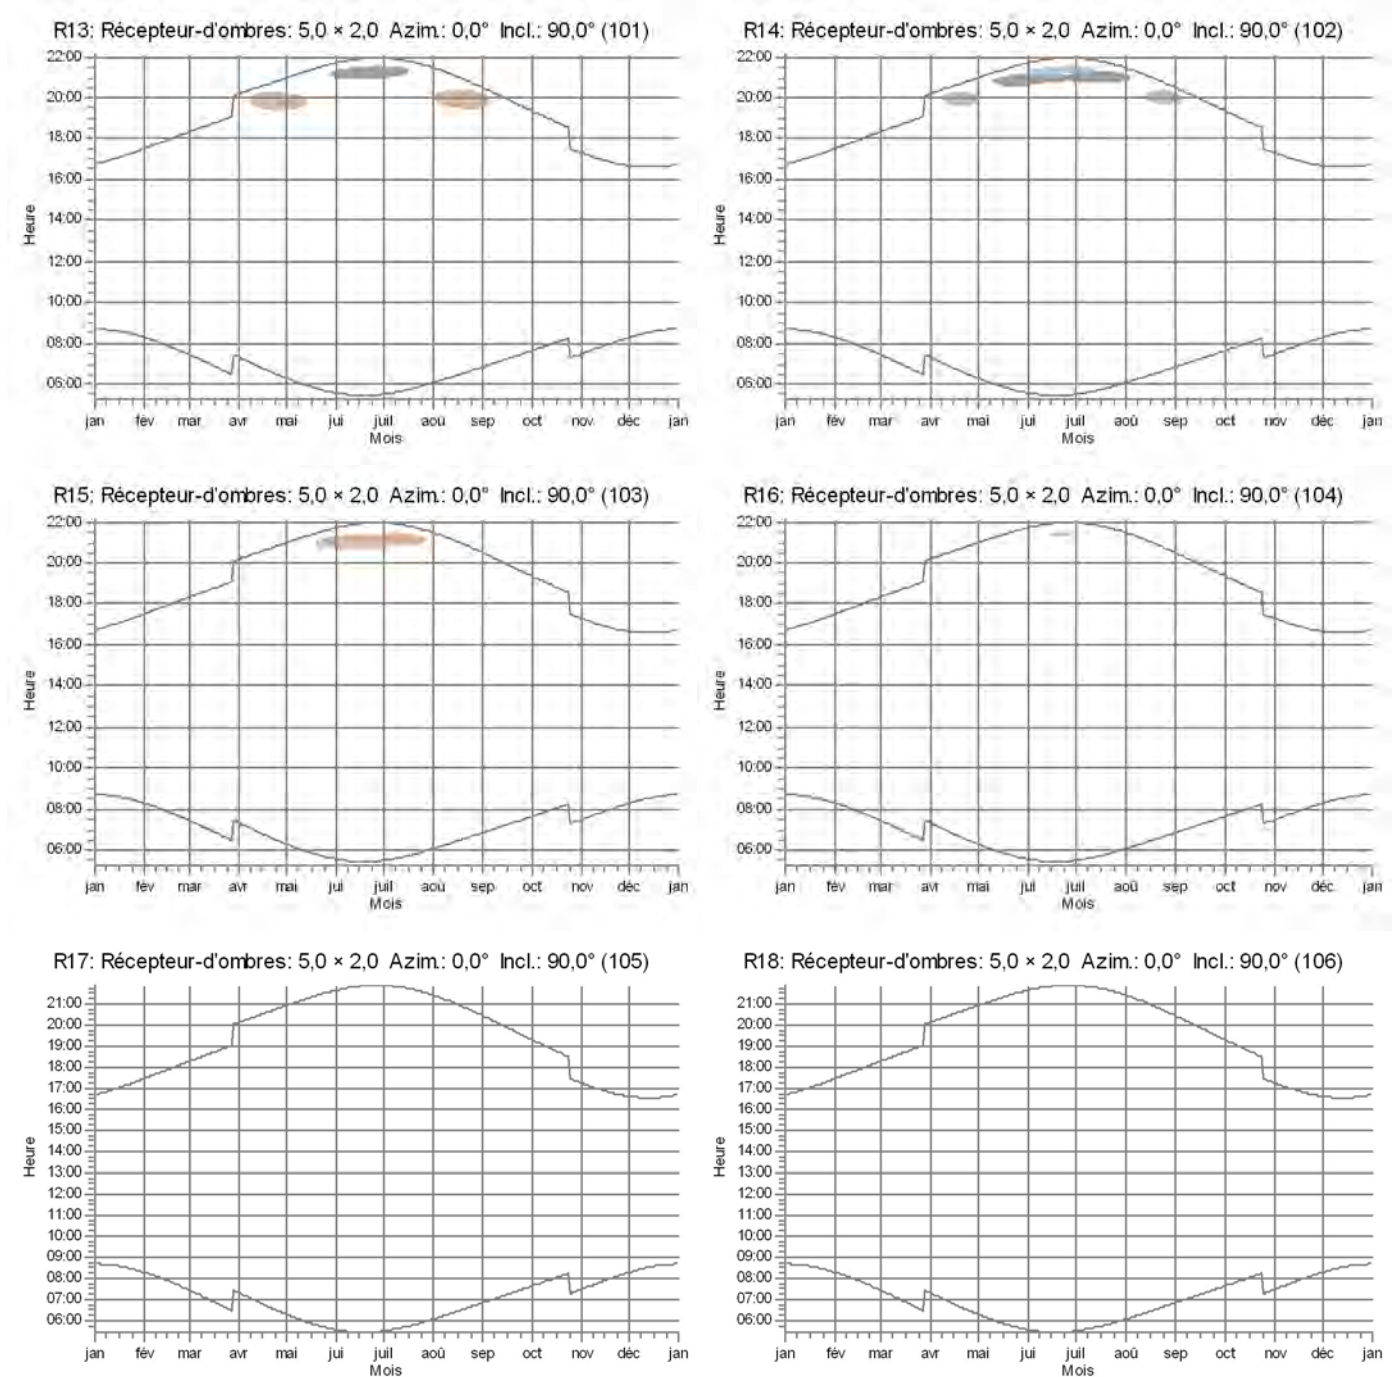 R13: Récepteur-d'ombres: 5,0 × 2,0 Azim.: 0,0° Incl.: 90,0° (101)
22:00
20:00
18:00
16:00
14:00
12:00
10:00
08:00
06:00
Heure
jan fév mar avr mai jui juil aoû sep oct nov déc jan
Mois
R14: Récepteur-d'ombres: 5,0 × 2,0 Azim.: 0,0° Incl.: 90,0° (102)
22:00
20:00
18:00
16:00
14:00
12:00
10:00
08:00
06:00
Heure
jan fév mar avr mai jui juil aoû sep oct nov déc jan
Mois
R15: Récepteur-d'ombres: 5,0 × 2,0 Azim.: 0,0° Incl.: 90,0° (103)
22:00
20:00
18:00
16:00
14:00
12:00
10:00
08:00
06:00
Heure
jan fév mar avr mai jui juil aoû sep oct nov déc jan
Mois
R16: Récepteur-d'ombres: 5,0 × 2,0 Azim.: 0,0° Incl.: 90,0° (104)
22:00
20:00
18:00
16:00
14:00
12:00
10:00
08:00
06:00
Heure
jan fév mar avr mai jui juil aoû sep oct nov déc jan
Mois
R17: Récepteur-d'ombres: 5,0 × 2,0 Azim.: 0,0° Incl.: 90,0° (105)
21:00
20:00
19:00
18:00
17:00
16:00
15:00
14:00
13:00
12:00
11:00
10:00
09:00
08:00
07:00
06:00
Heure
jan fév mar avr mai jui juil aoû sep oct nov déc jan
Mois
R18: Récepteur-d'ombres: 5,0 × 2,0 Azim.: 0,0° Incl.: 90,0° (106)
21:00
20:00
19:00
18:00
17:00
16:00
15:00
14:00
13:00
12:00
11:00
10:00
09:00
08:00
07:00
06:00
Heure
jan fév mar avr mai jui juil aoû sep oct nov déc jan
Mois